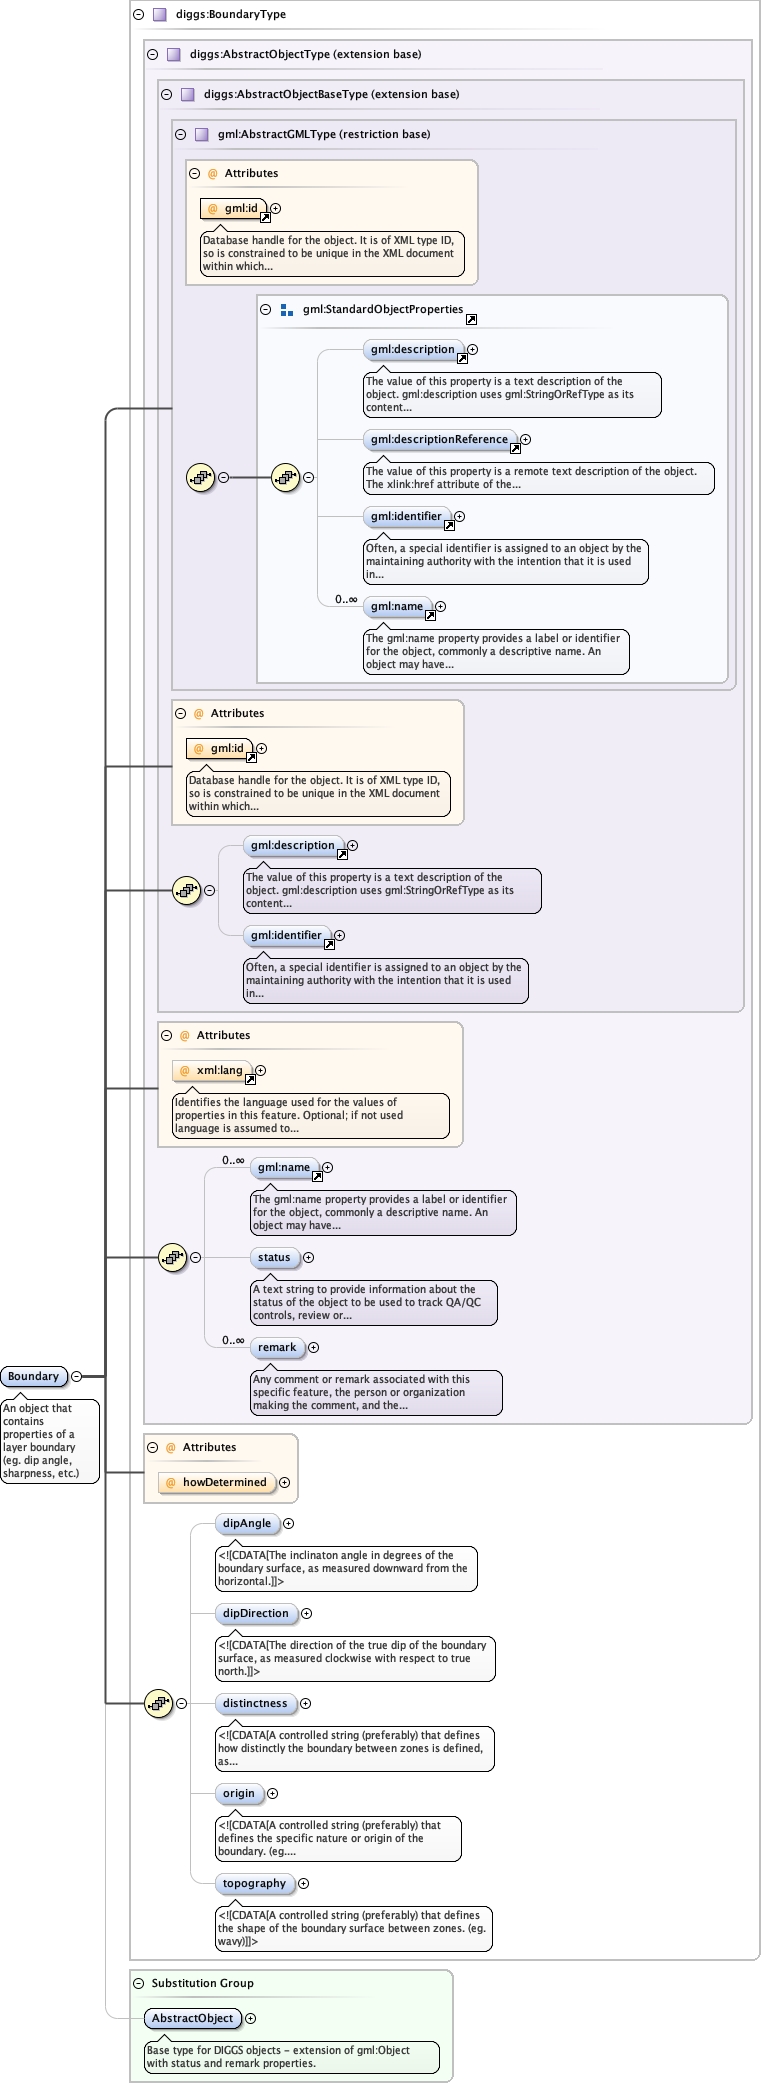 diggs:BoundaryType
diggs:AbstractObjectType (extension base)
diggs:AbstractObjectBaseType (extension base)
gml:AbstractGMLType (restriction base)
@ Attributes
@ gml:id
Database handle for the object. It is of XML type ID,
so is constrained to be unique in the XML document
within which...
gml:StandardObjectProperties
gml:description
The value of this property is a text description of the
object. gml:description uses gml:StringOrRefType as its
content...
gml:descriptionReference
The value of this property is a remote text description of the object.
The xlink:href attribute of the...
gml:identifier
Often, a special identifier is assigned to an object by the
maintaining authority with the intention that it is used
in...
0..∞
gml:name
The gml:name property provides a label or identifier
for the object, commonly a descriptive name. An
object may have...
@ Attributes
@ gml:id
Database handle for the object. It is of XML type ID,
so is constrained to be unique in the XML document
within which...
gml:description
The value of this property is a text description of the
object. gml:description uses gml:StringOrRefType as its
content...
gml:identifier
Often, a special identifier is assigned to an object by the
maintaining authority with the intention that it is used
in...
@ Attributes
@ xml:lang
Identifies the language used for the values of
properties in this feature. Optional; if not used
language is assumed to...
0..∞
gml:name
The gml:name property provides a label or identifier
for the object, commonly a descriptive name. An
object may have...
status
A text string to provide information about the
status of the object to be used to track QA/QC
controls, review or...
0..∞
remark
Any comment or remark associated with this
specific feature, the person or organization
making the comment, and the...
Boundary
An object that
contains
properties of a
layer boundary
(eg. dip angle,
sharpness, etc.)
@ Attributes
@ howDetermined
dipAngle
<![CDATA[The inclinaton angle in degrees of the
boundary surface, as measured downward from the
horizontal.]]>
dipDirection
<![CDATA[The direction of the true dip of the boundary
surface, as measured clockwise with respect to true
north.]]>
distinctness
<![CDATA[A controlled string (preferably) that defines
how distinctly the boundary between zones is defined,
as...
origin
<![CDATA[A controlled string (preferably) that
defines the specific nature or origin of the
boundary. (eg....
topography
<![CDATA[A controlled string (preferably) that defines
the shape of the boundary surface between zones. (eg.
wavy)]]>
Substitution Group
AbstractObject
Base type for DIGGS objects - extension of gml:Object
with status and remark properties.